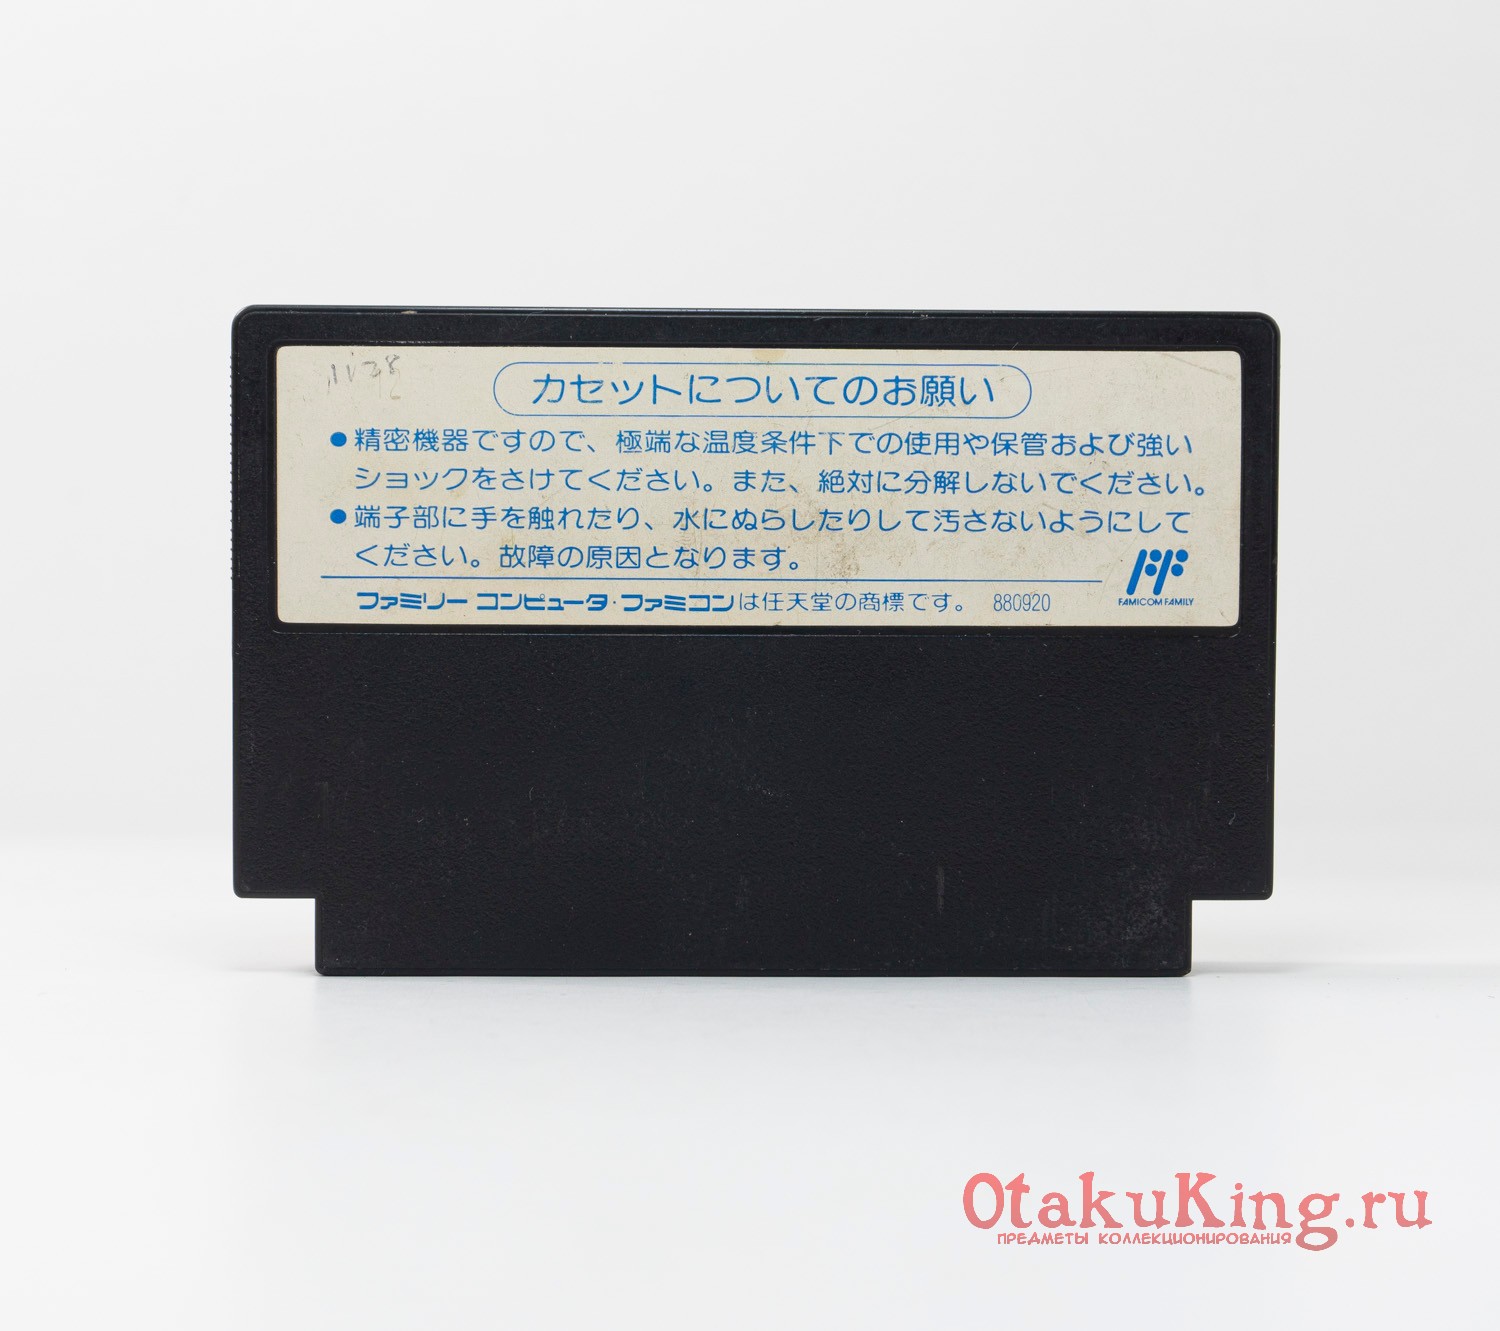 カセットについてのお願い
●精密機器ですので、極端な温度条件下での使用や保管および強い
ショックをさけてください。また、絶対に分解しないでください。
●端子部に手を触れたり、水にぬらしたりして汚さないようにして
ください。故障の原因となります。
ファミリーコンピュータ・ファミコンは任天堂の商標です。 880920
FAMICOM FAMILY
OtakuKing.ru
ПРЕДМЕТЫ КОЛЛЕКЦИОНИРОВАНИЯ